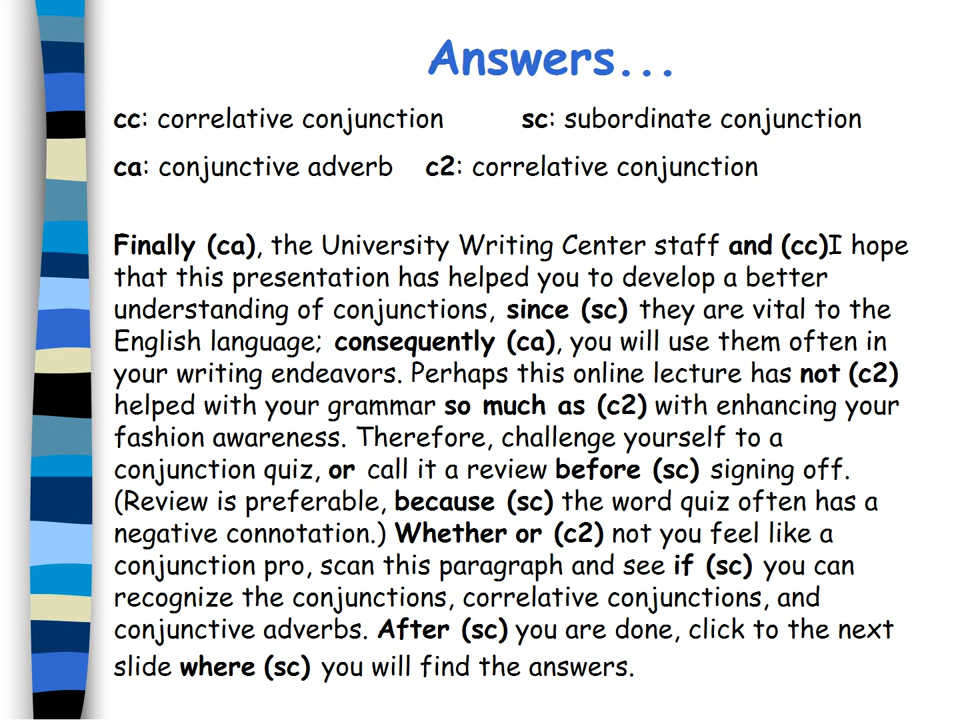 Answers...
cc: correlative conjunction sc: subordinate conjunction
ca: conjunctive adverb c2: correlative conjunction
Finally (ca), the University Writing Center staff and (cc)I hope
that this presentation has helped you to develop a better
understanding of conjunctions, since (sc) they are vital to the
English language; consequently (ca), you will use them often in
your writing endeavors. Perhaps this online lecture has not (c2)
helped with your grammar so much as (c2) with enhancing your
fashion awareness. Therefore, challenge yourself to a
conjunction quiz, or call it a review before (sc) signing off.
(Review is preferable, because (sc) the word quiz often has a
negative connotation.) Whether or (c2) not you feel like a
conjunction pro, scan this paragraph and see if (sc) you can
recognize the conjunctions, correlative conjunctions, and
conjunctive adverbs. After (sc) you are done, click to the next
slide where (sc) you will find the answers.